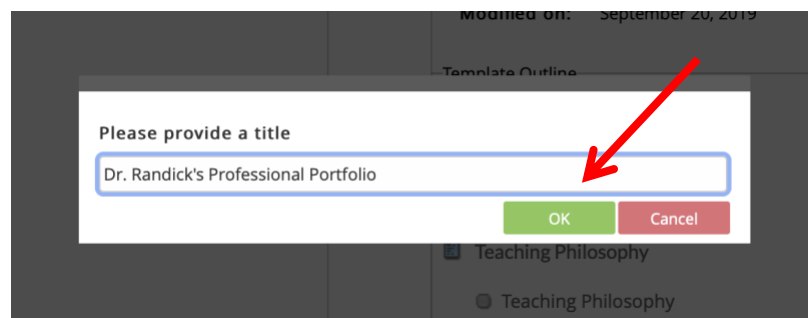 Modified on: September 20, 2019
Template Outline
Please provide a title
Dr. Randick's Professional Portfolio
OK Cancel
Teaching Philosophy
Teaching Philosophy